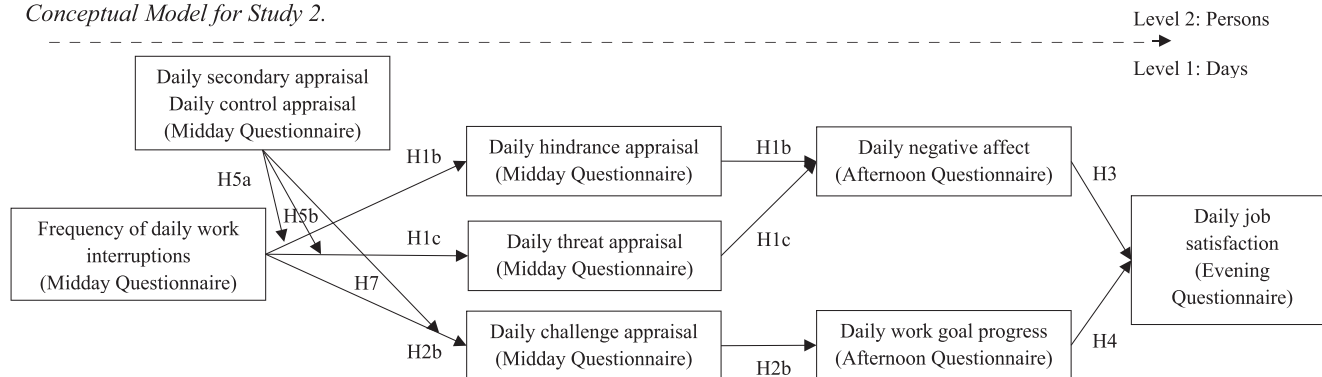 Conceptual Model for Study 2.
Level 2: Persons
Level 1: Days
Daily secondary appraisal
Daily control appraisal
(Midday Questionnaire)
H5a
H5b
H7
Frequency of daily work
interruptions
(Midday Questionnaire)
H1b
H1c
H2b
Daily hindrance appraisal
(Midday Questionnaire)
Daily threat appraisal
(Midday Questionnaire)
Daily challenge appraisal
(Midday Questionnaire)
H1b
H1c
H2b
Daily negative affect
(Afternoon Questionnaire)
Daily work goal progress
(Afternoon Questionnaire)
H3
H4
Daily job
satisfaction
(Evening
Questionnaire)